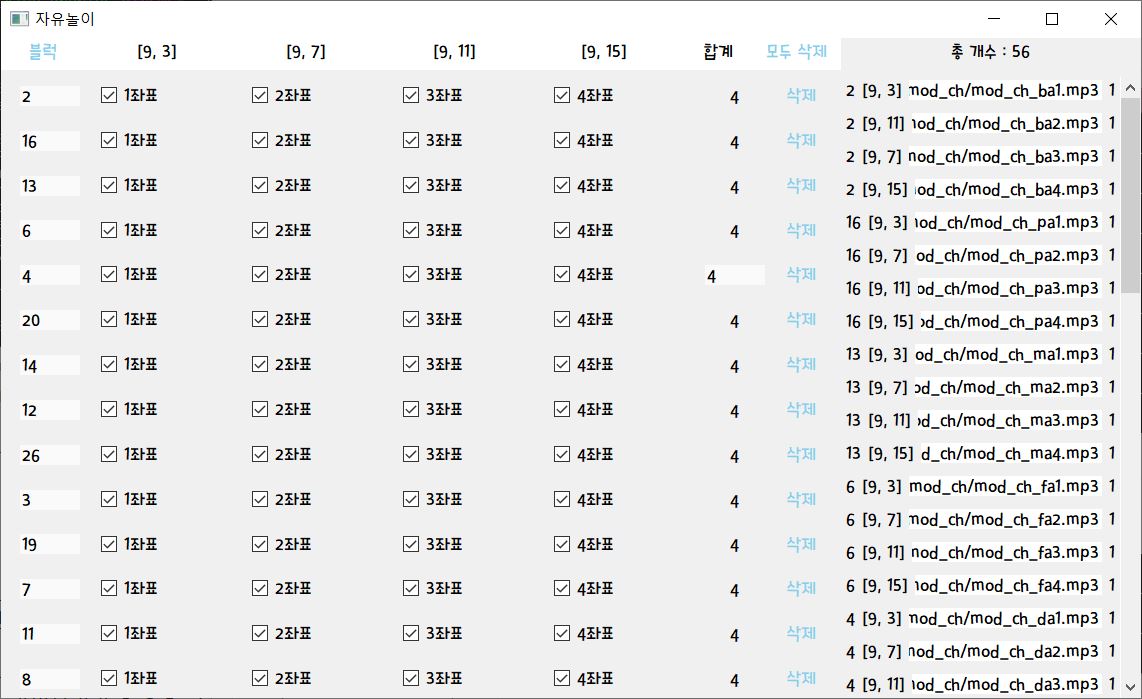 자유놀이
블럭 [9, 3] [9, 7] [9, 11] [9, 15] 합계 모두 삭제
2 1좌표 2좌표 3좌표 4좌표 4 삭제
16 1좌표 2좌표 3좌표 4좌표 4 삭제
13 1좌표 2좌표 3좌표 4좌표 4 삭제
6 1좌표 2좌표 3좌표 4좌표 4 삭제
4 1좌표 2좌표 3좌표 4좌표 4 삭제
20 1좌표 2좌표 3좌표 4좌표 4 삭제
14 1좌표 2좌표 3좌표 4좌표 4 삭제
12 1좌표 2좌표 3좌표 4좌표 4 삭제
26 1좌표 2좌표 3좌표 4좌표 4 삭제
3 1좌표 2좌표 3좌표 4좌표 4 삭제
19 1좌표 2좌표 3좌표 4좌표 4 삭제
7 1좌표 2좌표 3좌표 4좌표 4 삭제
11 1좌표 2좌표 3좌표 4좌표 4 삭제
8 1좌표 2좌표 3좌표 4좌표 4 삭제
총 개수 : 56
2 [9, 3] mod_ch/mod_ch_ba1.mp3 1
2 [9, 11] nod_ch/mod_ch_ba2.mp3 1
2 [9, 7] mod_ch/mod_ch_ba3.mp3 1
2 [9, 15] od_ch/mod_ch_ba4.mp3 1
16 [9, 3] nod_ch/mod_ch_pa1.mp3 1
16 [9, 7] od_ch/mod_ch_pa2.mp3 1
16 [9, 11] od_ch/mod_ch_pa3.mp3 1
16 [9, 15] od_ch/mod_ch_pa4.mp3 1
13 [9, 3] od_ch/mod_ch_ma1.mp3 1
13 [9, 7] od_ch/mod_ch_ma2.mp3 1
13 [9, 11] od_ch/mod_ch_ma3.mp3 1
13 [9, 15] d_ch/mod_ch_ma4.mp3 1
6 [9, 3] mod_ch/mod_ch_fa1.mp3 1
6 [9, 7] mod_ch/mod_ch_fa2.mp3 1
6 [9, 11] mod_ch/mod_ch_fa3.mp3 1
6 [9, 15] nod_ch/mod_ch_fa4.mp3 1
4 [9, 3] mod_ch/mod_ch_da1.mp3 1
4 [9, 7] mod_ch/mod_ch_da2.mp3 1
4 [9, 11] nod_ch/mod_ch_da3.mp3 1